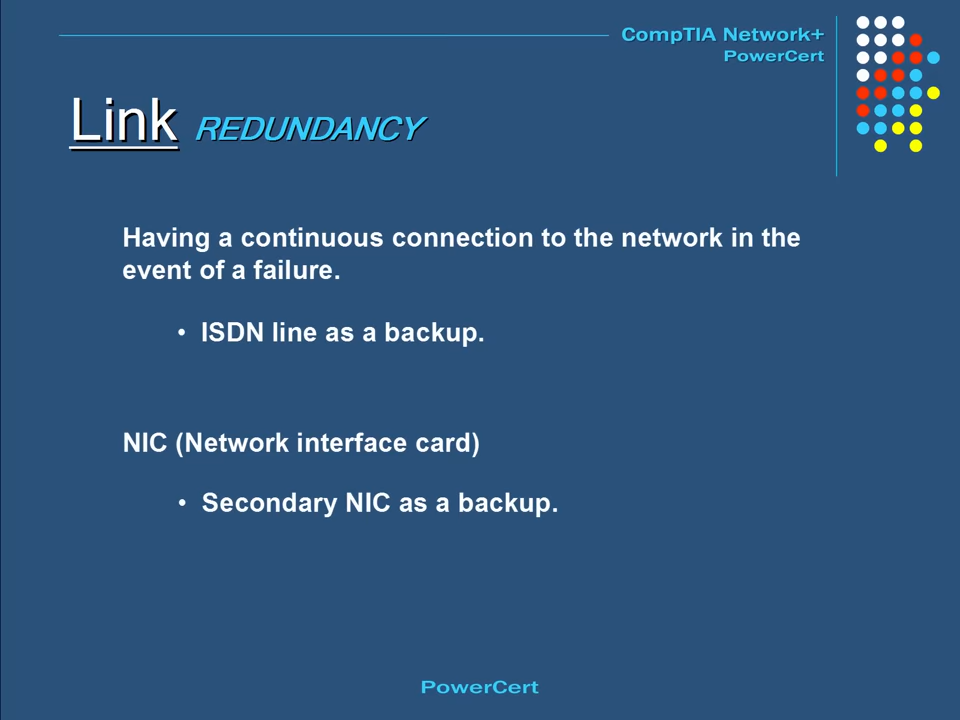 CompTIA Network+
PowerCert
Link REDUNDANCY
Having a continuous connection to the network in the
event of a failure.
• ISDN line as a backup.
NIC (Network interface card)
• Secondary NIC as a backup.
PowerCert